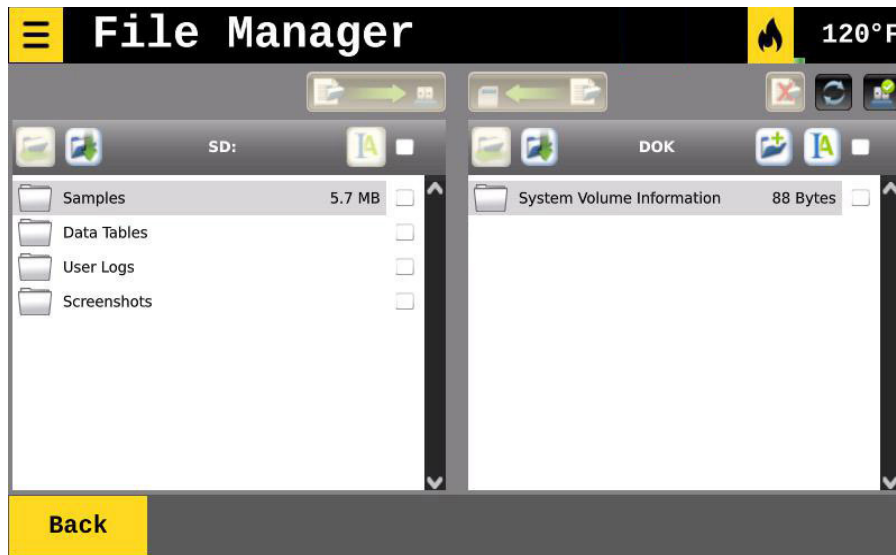 File Manager
120°F
SD:
DOK
Samples 5.7 MB
Data Tables
User Logs
Screenshots
System Volume Information 88 Bytes
Back